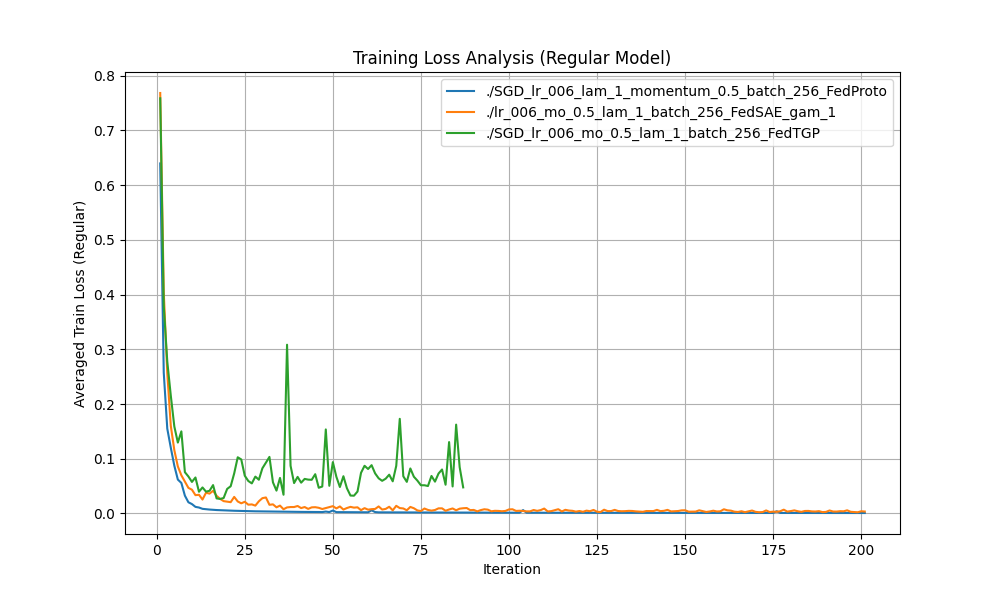 Training Loss Analysis (Regular Model)
./SGD_lr_006_lam_1_momentum_0.5_batch_256_FedProto
./lr_006_mo_0.5_lam_1_batch_256_FedSAE_gam_1
./SGD_lr_006_mo_0.5_lam_1_batch_256_FedTGP
Averaged Train Loss (Regular)
0.8
0.7
0.6
0.5
0.4
0.3
0.2
0.1
0.0
0 25 50 75 100 125 150 175 200
Iteration